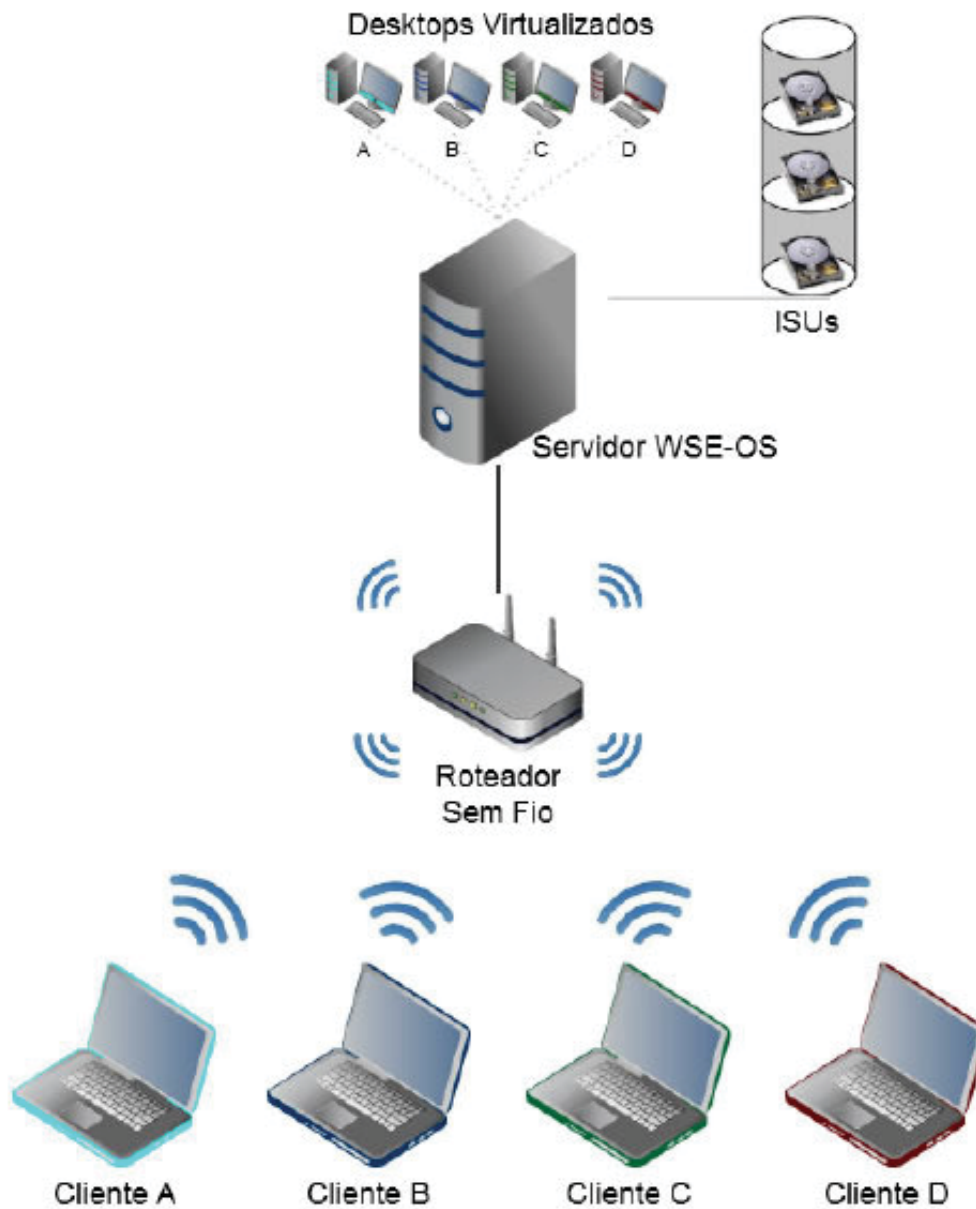 Desktops Virtualizados
A B C D
ISUs
Servidor WSE-OS
Roteador
Sem Fio
Cliente A Cliente B Cliente C Cliente D